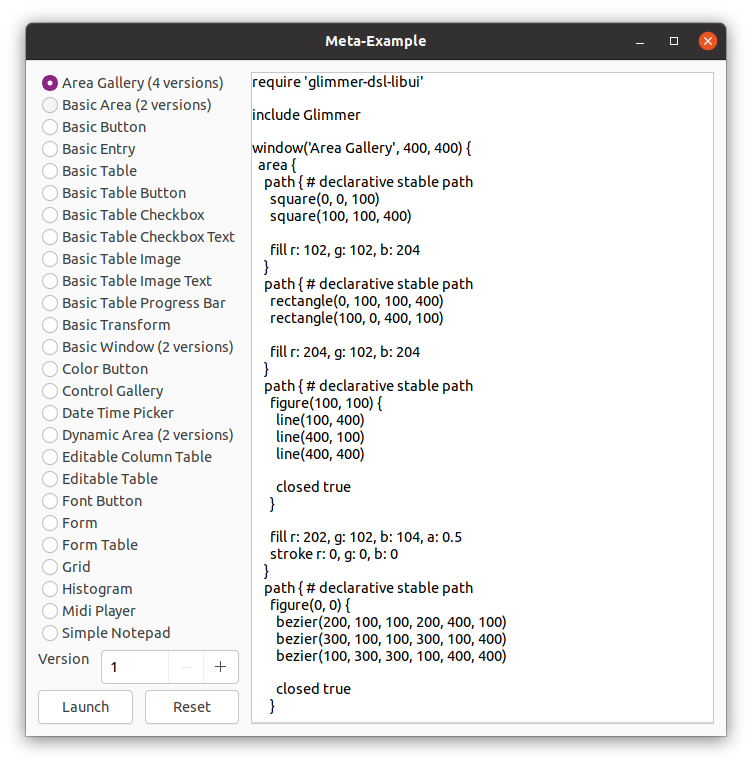 Meta-Example
Area Gallery (4 versions)
Basic Area (2 versions)
Basic Button
Basic Entry
Basic Table
Basic Table Button
Basic Table Checkbox
Basic Table Checkbox Text
Basic Table Image
Basic Table Image Text
Basic Table Progress Bar
Basic Transform
Basic Window (2 versions)
Color Button
Control Gallery
Date Time Picker
Dynamic Area (2 versions)
Editable Column Table
Editable Table
Font Button
Form
Form Table
Grid
Histogram
Midi Player
Simple Notepad
Version
1
Launch
Reset
require 'glimmer-dsl-libui'

include Glimmer

window('Area Gallery', 400, 400) {
  area {
    path { # declarative stable path
      square(0, 0, 100)
      square(100, 100, 400)

      fill r: 102, g: 102, b: 204
    }
    path { # declarative stable path
      rectangle(0, 100, 100, 400)
      rectangle(100, 0, 400, 100)

      fill r: 204, g: 102, b: 204
    }
    path { # declarative stable path
      figure(100, 100) {
        line(100, 400)
        line(400, 100)
        line(400, 400)

        closed true
      }

      fill r: 202, g: 102, b: 104, a: 0.5
      stroke r: 0, g: 0, b: 0
    }
    path { # declarative stable path
      figure(0, 0) {
        bezier(200, 100, 100, 200, 400, 100)
        bezier(300, 100, 100, 300, 100, 400)
        bezier(100, 300, 300, 100, 400, 400)

        closed true
      }